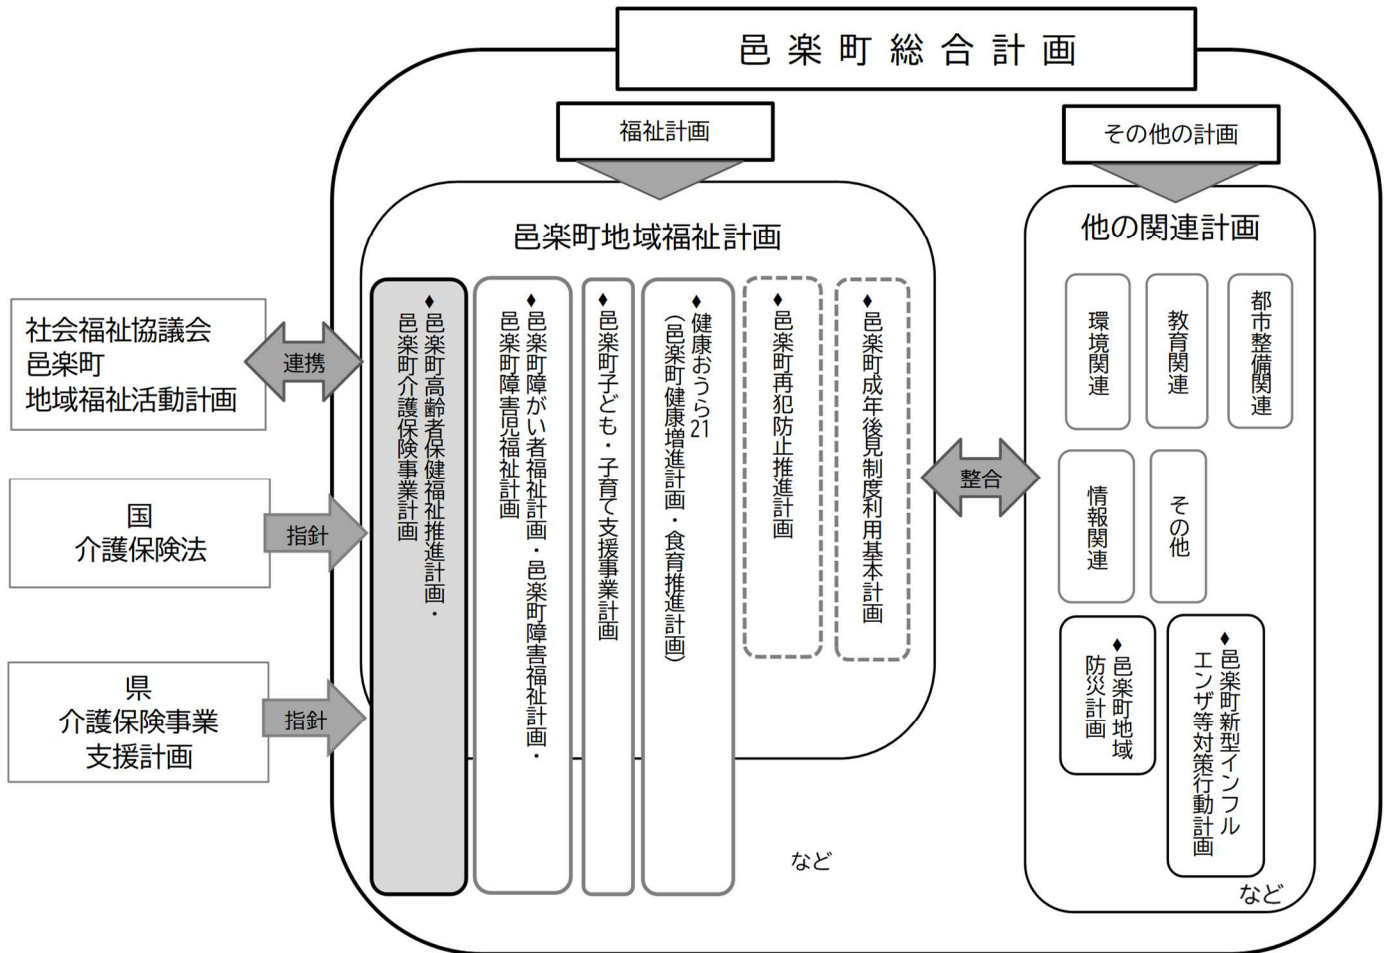 邑楽町総合計画
福祉計画
その他の計画
邑楽町地域福祉計画
他の関連計画
社会福祉協議会
邑楽町
地域福祉活動計画
連携
国
介護保険法
指針
県
介護保険事業
支援計画
指針
♦邑楽町高齢者保健福祉推進計画・
邑楽町介護保険事業計画
♦邑楽町障がい者福祉計画・邑楽町障害福祉計画・
邑楽町障害児福祉計画
♦邑楽町子ども・子育て支援事業計画
♦健康おうら21
(邑楽町健康増進計画・食育推進計画)
♦邑楽町再犯防止推進計画
♦邑楽町成年後見制度利用基本計画
など
整合
環境関連
教育関連
都市整備関連
情報関連
その他
♦邑楽町地域
防災計画
♦邑楽町新型インフル
エンザ等対策行動計画
など